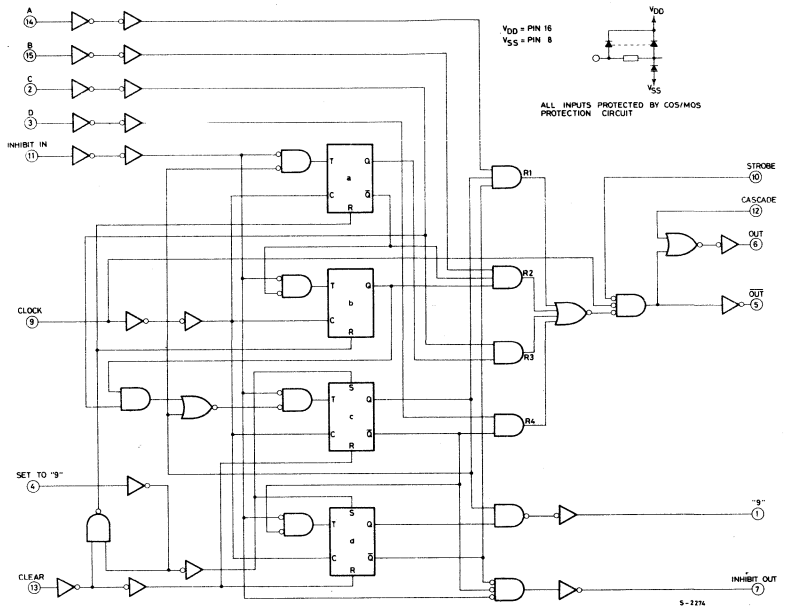 A
14
B
15
C
2
D
3
INHIBIT IN
11
CLOCK
9
SET TO "9"
4
CLEAR
13
T Q
a
C Q̅
R
T
b
C
R
S
T Q
c
C Q̅
R
S
T Q
d
C Q̅
R
R1
R2
R3
R4
VDD = PIN 16
VSS = PIN 8
VDD
VSS
ALL INPUTS PROTECTED BY COS/MOS
PROTECTION CIRCUIT
STROBE
10
CASCADE
12
OUT
6
O̅U̅T̅
5
"9"
1
INHIBIT OUT
7
S-2274